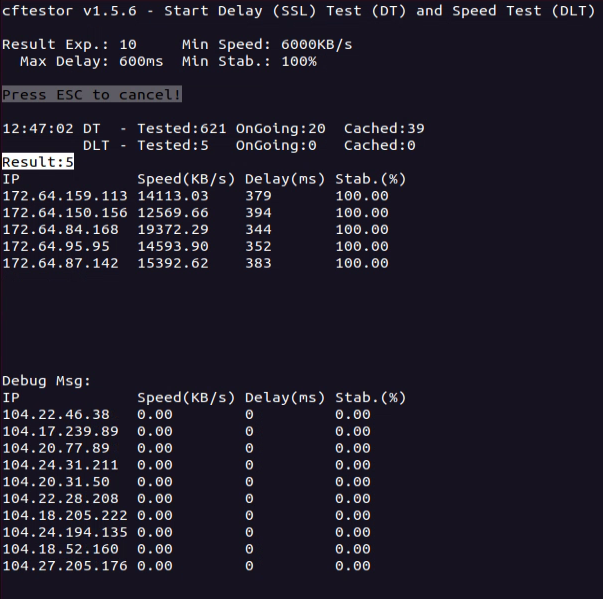 cftestor v1.5.6 - Start Delay (SSL) Test (DT) and Speed Test (DLT)
Result Exp.: 10     Min Speed: 6000KB/s
  Max Delay: 600ms  Min Stab.: 100%
Press ESC to cancel!
12:47:02 DT  - Tested:621 OnGoing:20  Cached:39
         DLT - Tested:5   OnGoing:0   Cached:0
Result:5
IP             Speed(KB/s) Delay(ms) Stab.(%)
172.64.159.113 14113.03    379       100.00
172.64.150.156 12569.66    394       100.00
172.64.84.168  19372.29    344       100.00
172.64.95.95   14593.90    352       100.00
172.64.87.142  15392.62    383       100.00
Debug Msg:
IP             Speed(KB/s) Delay(ms) Stab.(%)
104.22.46.38   0.00        0         0.00
104.17.239.89  0.00        0         0.00
104.20.77.89   0.00        0         0.00
104.24.31.211  0.00        0         0.00
104.20.31.50   0.00        0         0.00
104.22.28.208  0.00        0         0.00
104.18.205.222 0.00        0         0.00
104.24.194.135 0.00        0         0.00
104.18.52.160  0.00        0         0.00
104.27.205.176 0.00        0         0.00